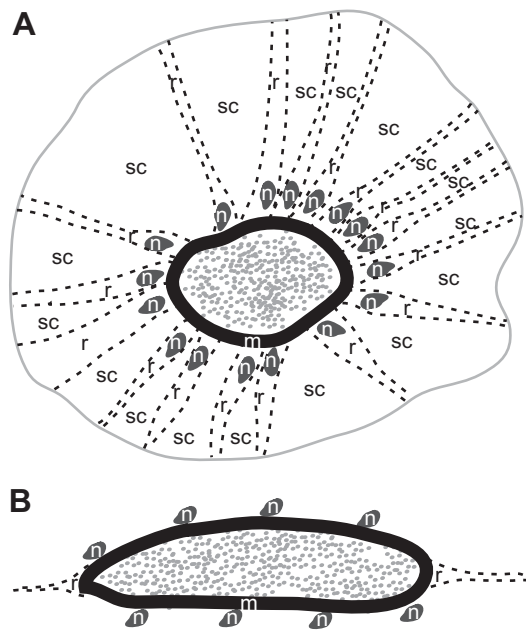 A
r r r
sc sc sc
sc
r
sc sc
sc
n n n n n r
n r sc
r n n r
sc n n r sc
r n n r
sc r n m n r sc
n n n n
sc r r r r sc
sc sc sc
B
n n n
n
r r
m
n n n n